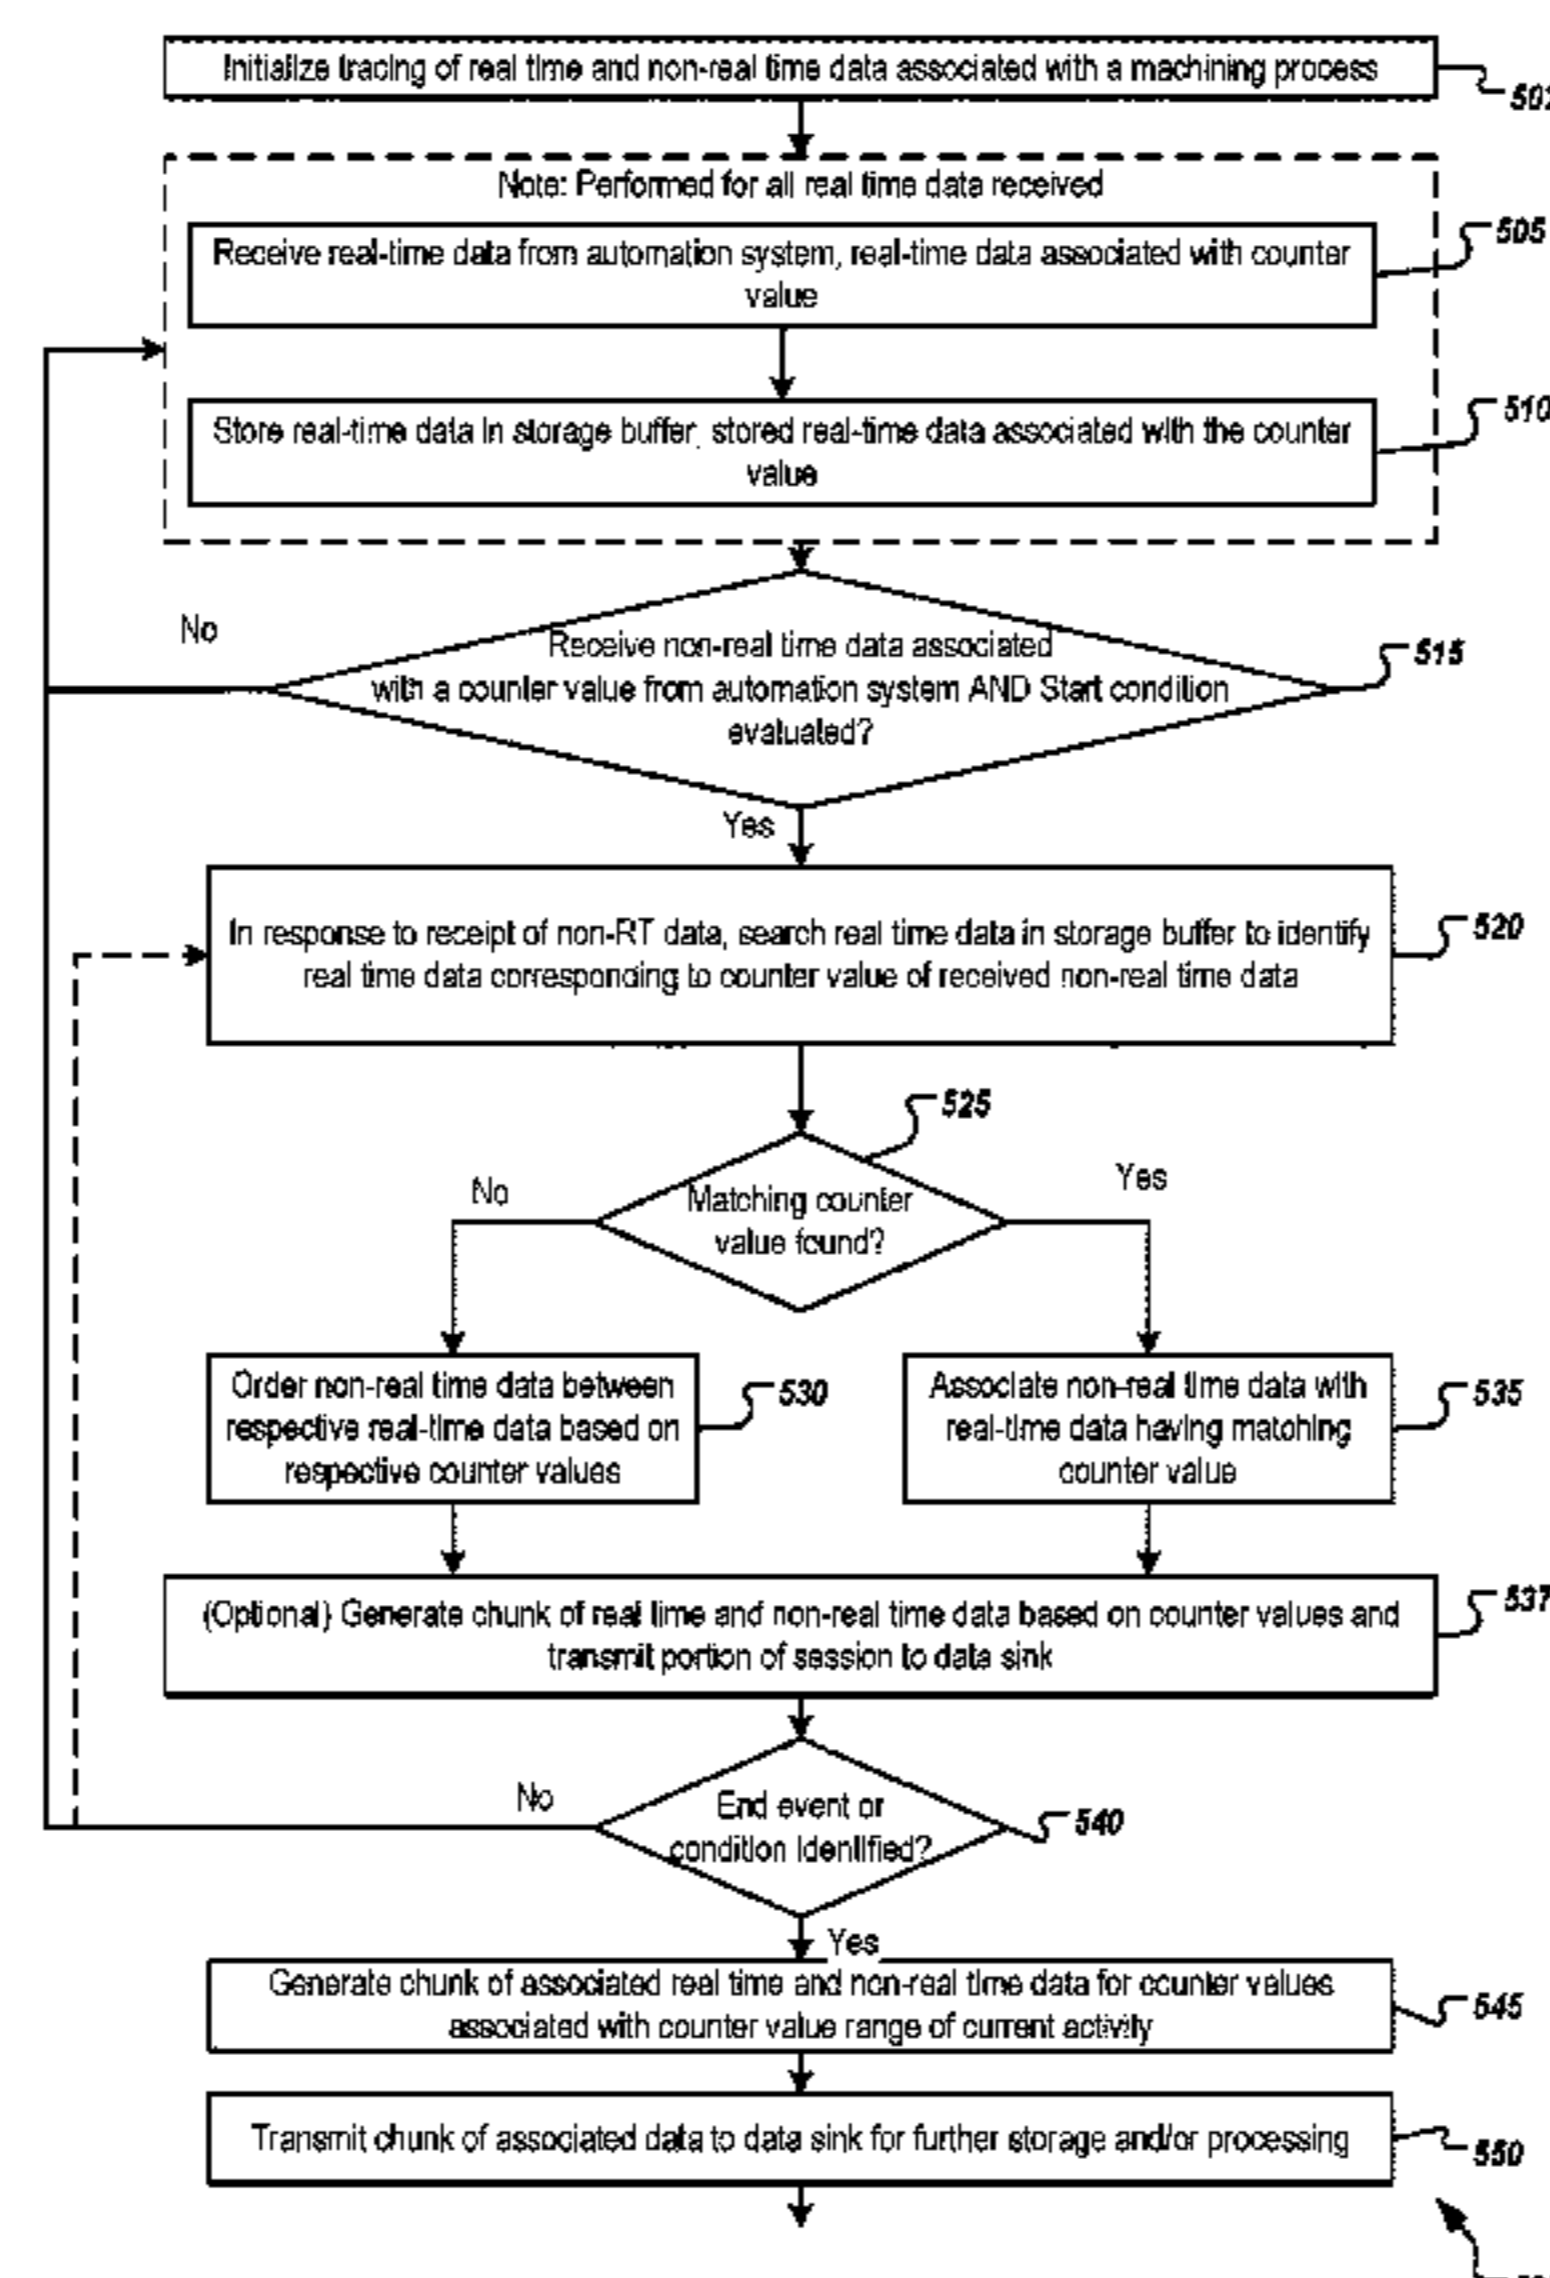 Initialize tracing of real time and non-real time data associated with a machining process
Note: Performed for all real time data received
505
Receive real-time data from automation system, real-time data associated with counter
value
510
Store real-time data in storage buffer, stored real-time data associated with the counter
value
No
515
Receive non-real time data associated
with a counter value from automation system AND Start condition
evaluated?
Yes
520
In response to receipt of non-RT data, search real time data in storage buffer to identify
real time data corresponding to counter value of received non-real time data
525
No
Yes
Matching counter
value found?
Order non-real time data between
respective real-time data based on
respective counter values
530
Associate non-real time data with
real-time data having matching
counter value
535
537
(Optional) Generate chunk of real time and non-real time data based on counter values and
transmit portion of session to data sink
No
End event or
condition identified?
540
Yes
Generate chunk of associated real time and non-real time data for counter values
associated with counter value range of current activity
545
Transmit chunk of associated data to data sink for further storage and/or processing
550